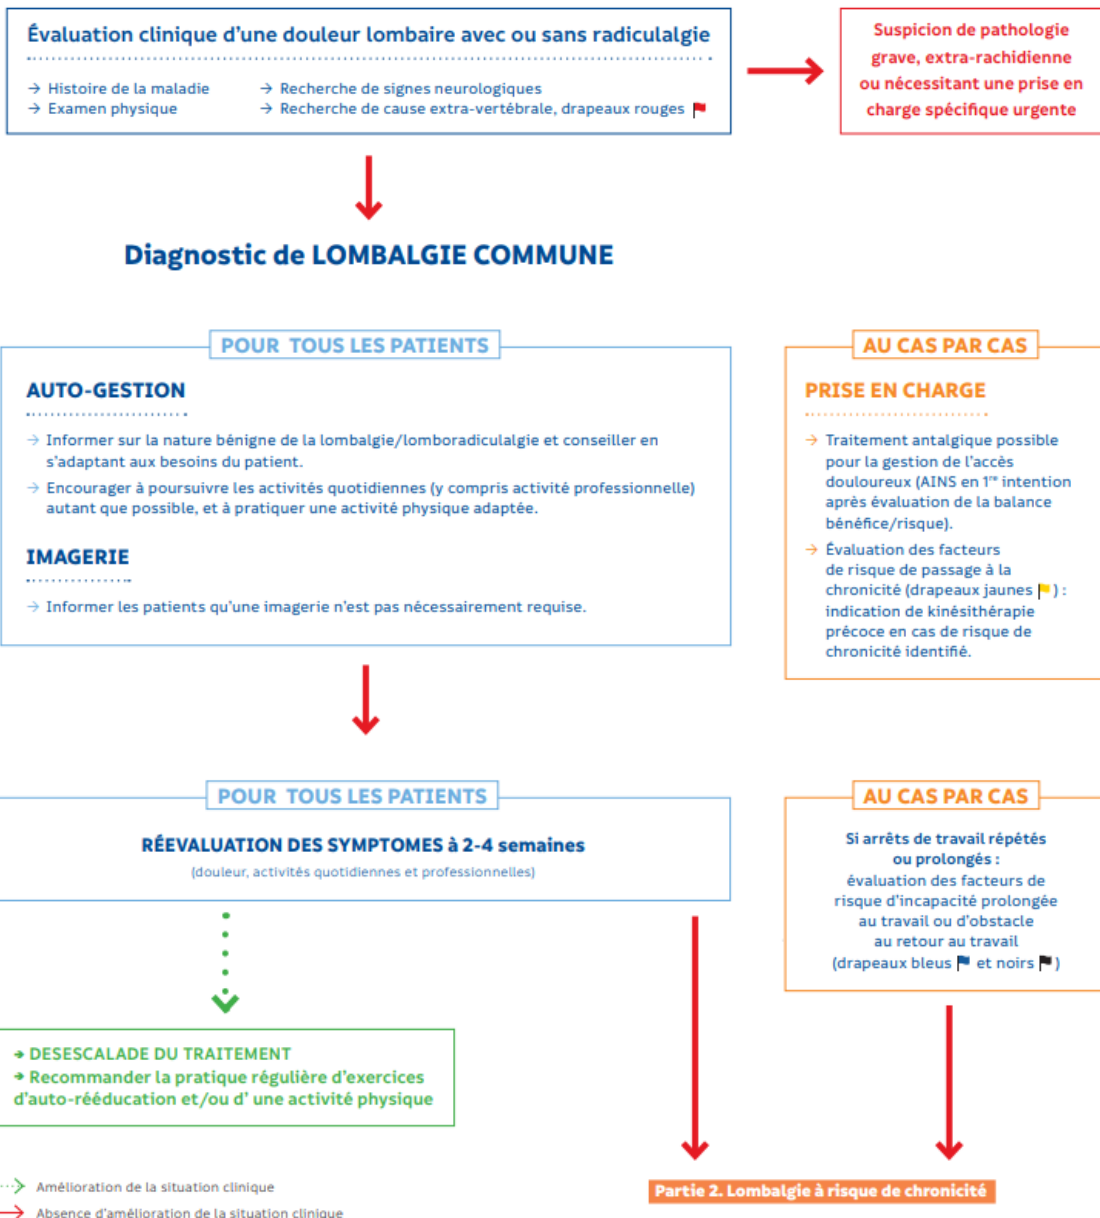 Évaluation clinique d'une douleur lombaire avec ou sans radiculalgie
→ Histoire de la maladie
→ Examen physique
→ Recherche de signes neurologiques
→ Recherche de cause extra-vertébrale, drapeaux rouges
Suspicion de pathologie
grave, extra-rachidienne
ou nécessitant une prise en
charge spécifique urgente
Diagnostic de LOMBALGIE COMMUNE
POUR TOUS LES PATIENTS
AUTO-GESTION
→ Informer sur la nature bénigne de la lombalgie/lomboradiculalgie et conseiller en
s'adaptant aux besoins du patient.
→ Encourager à poursuivre les activités quotidiennes (y compris activité professionnelle)
autant que possible, et à pratiquer une activité physique adaptée.
IMAGERIE
→ Informer les patients qu'une imagerie n'est pas nécessairement requise.
AU CAS PAR CAS
PRISE EN CHARGE
→ Traitement antalgique possible
pour la gestion de l'accès
douloureux (AINS en 1re intention
après évaluation de la balance
bénéfice/risque).
→ Évaluation des facteurs
de risque de passage à la
chronicité (drapeaux jaunes ) :
indication de kinésithérapie
précoce en cas de risque de
chronicité identifié.
POUR TOUS LES PATIENTS
RÉEVALUATION DES SYMPTOMES à 2-4 semaines
(douleur, activités quotidiennes et professionnelles)
AU CAS PAR CAS
Si arrêts de travail répétés
ou prolongés :
évaluation des facteurs de
risque d'incapacité prolongée
au travail ou d'obstacle
au retour au travail
(drapeaux bleus et noirs )
→ DESESCALADE DU TRAITEMENT
→ Recommander la pratique régulière d'exercices
d'auto-rééducation et/ou d' une activité physique
Partie 2. Lombalgie à risque de chronicité
Amélioration de la situation clinique
Absence d'amélioration de la situation clinique